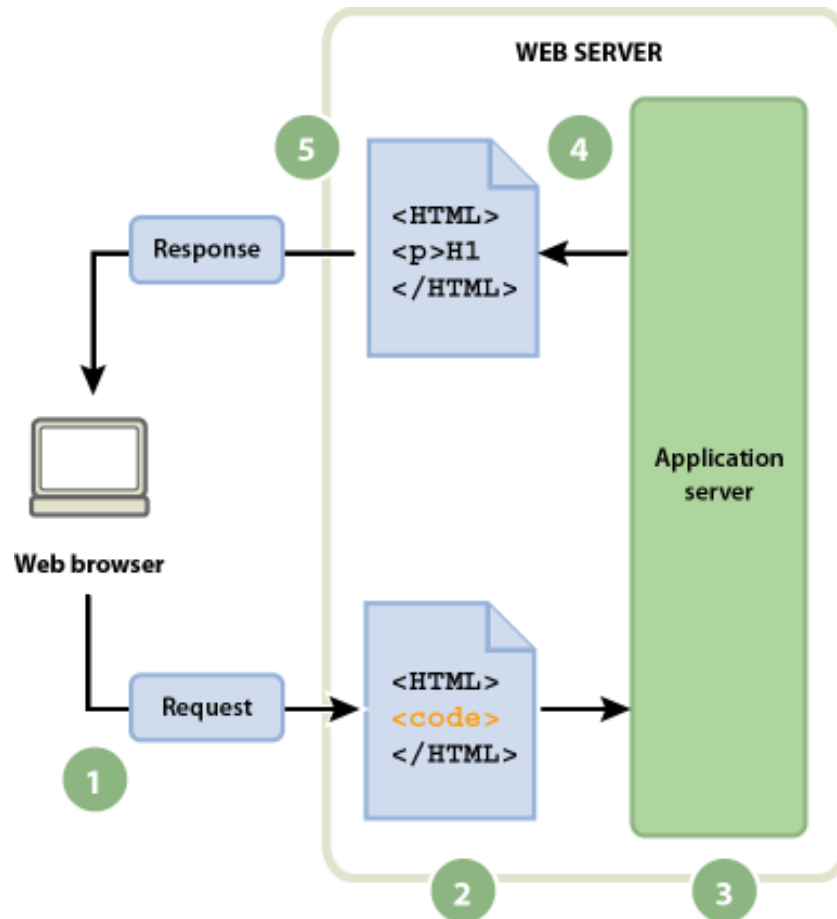 WEB SERVER
5
4
<HTML>
<p>H1
</HTML>
Response
Application
server
Web browser
<HTML>
<code>
</HTML>
Request
1
2
3